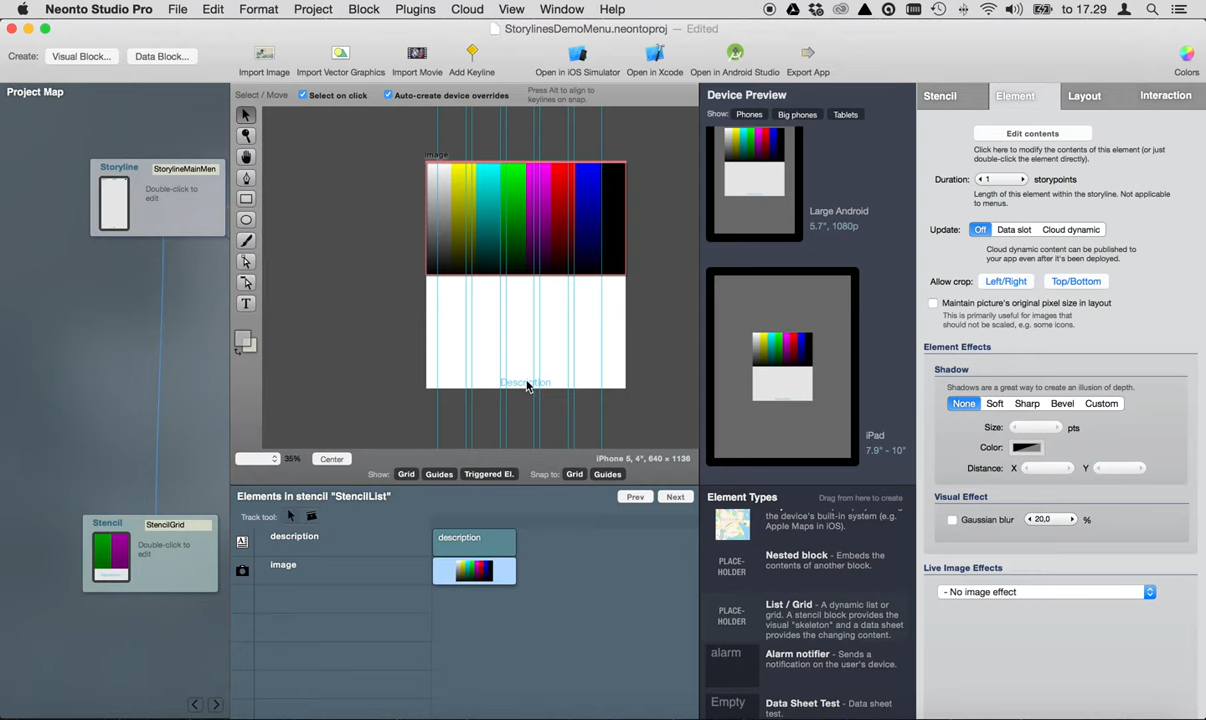 Neonto Studio Pro File Edit Format Project Block Plugins Cloud View Window Help to 17.29
StorylinesDemoMenu.neontoproj — Edited
Create: Visual Block... Data Block... Import Image Import Vector Graphics Import Movie Add Keyline Open in iOS Simulator Open in Xcode Open in Android Studio Export App Colors
Project Map
Storyline StorylineMainMen
Double-click to
edit
Stencil StencilGrid
Double-click to
edit
Select / Move Select on click Auto-create device overrides
Press Alt to align to
keylines on snap.
image
Description
35% Center iPhone 5, 4", 640 × 1136
Show: Grid Guides Triggered El. Snap to: Grid Guides
Elements in stencil "StencilList" Prev Next
Track tool:
description description
image
Device Preview
Show: Phones Big phones Tablets
Large Android
5.7", 1080p
iPad
7.9" - 10"
Element Types Drag from here to create
the device's built-in system (e.g.
Apple Maps in iOS).
PLACE-
HOLDER
Nested block - Embeds the
contents of another block.
PLACE-
HOLDER
List / Grid - A dynamic list or
grid. A stencil block provides the
visual "skeleton" and a data sheet
provides the changing content.
alarm
Alarm notifier - Sends a
notification on the user's device.
Empty
Data Sheet Test - Data sheet
test.
Stencil Element Layout Interaction
Edit contents
Click here to modify the contents of this element (or just
double-click the element directly).
Duration: 1 storypoints
Length of this element within the storyline. Not applicable
to menus.
Update: Off Data slot Cloud dynamic
Cloud dynamic content can be published to
your app even after it's been deployed.
Allow crop: Left/Right Top/Bottom
Maintain picture's original pixel size in layout
This is primarily useful for images that
should not be scaled, e.g. some icons.
Element Effects
Shadow
Shadows are a great way to create an illusion of depth.
None Soft Sharp Bevel Custom
Size: pts
Color:
Distance: X Y
Visual Effect
Gaussian blur 20,0 %
Live Image Effects
- No image effect